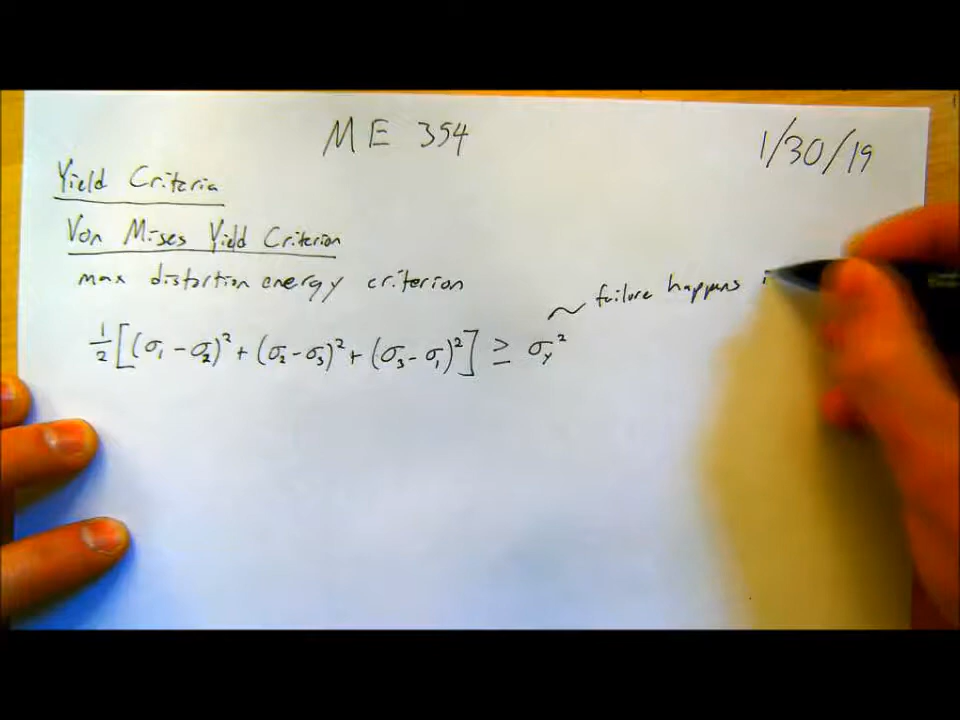 ME 354
1/30/19
Yield Criteria
Von Mises Yield Criterion
max distortion energy criterion
failure happens
½[(σ₁ - σ₂)² + (σ₂ - σ₃)² + (σ₃ - σ₁)²] ≥ σ_y²